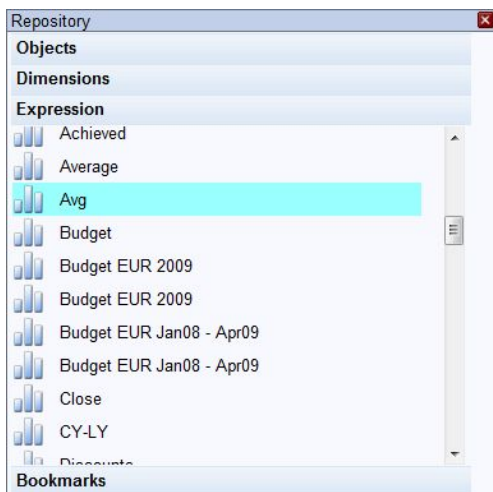 Repository
Objects
Dimensions
Expression
Achieved
Average
Avg
Budget
Budget EUR 2009
Budget EUR 2009
Budget EUR Jan08 - Apr09
Budget EUR Jan08 - Apr09
Close
CY-LY
Discounts
Bookmarks